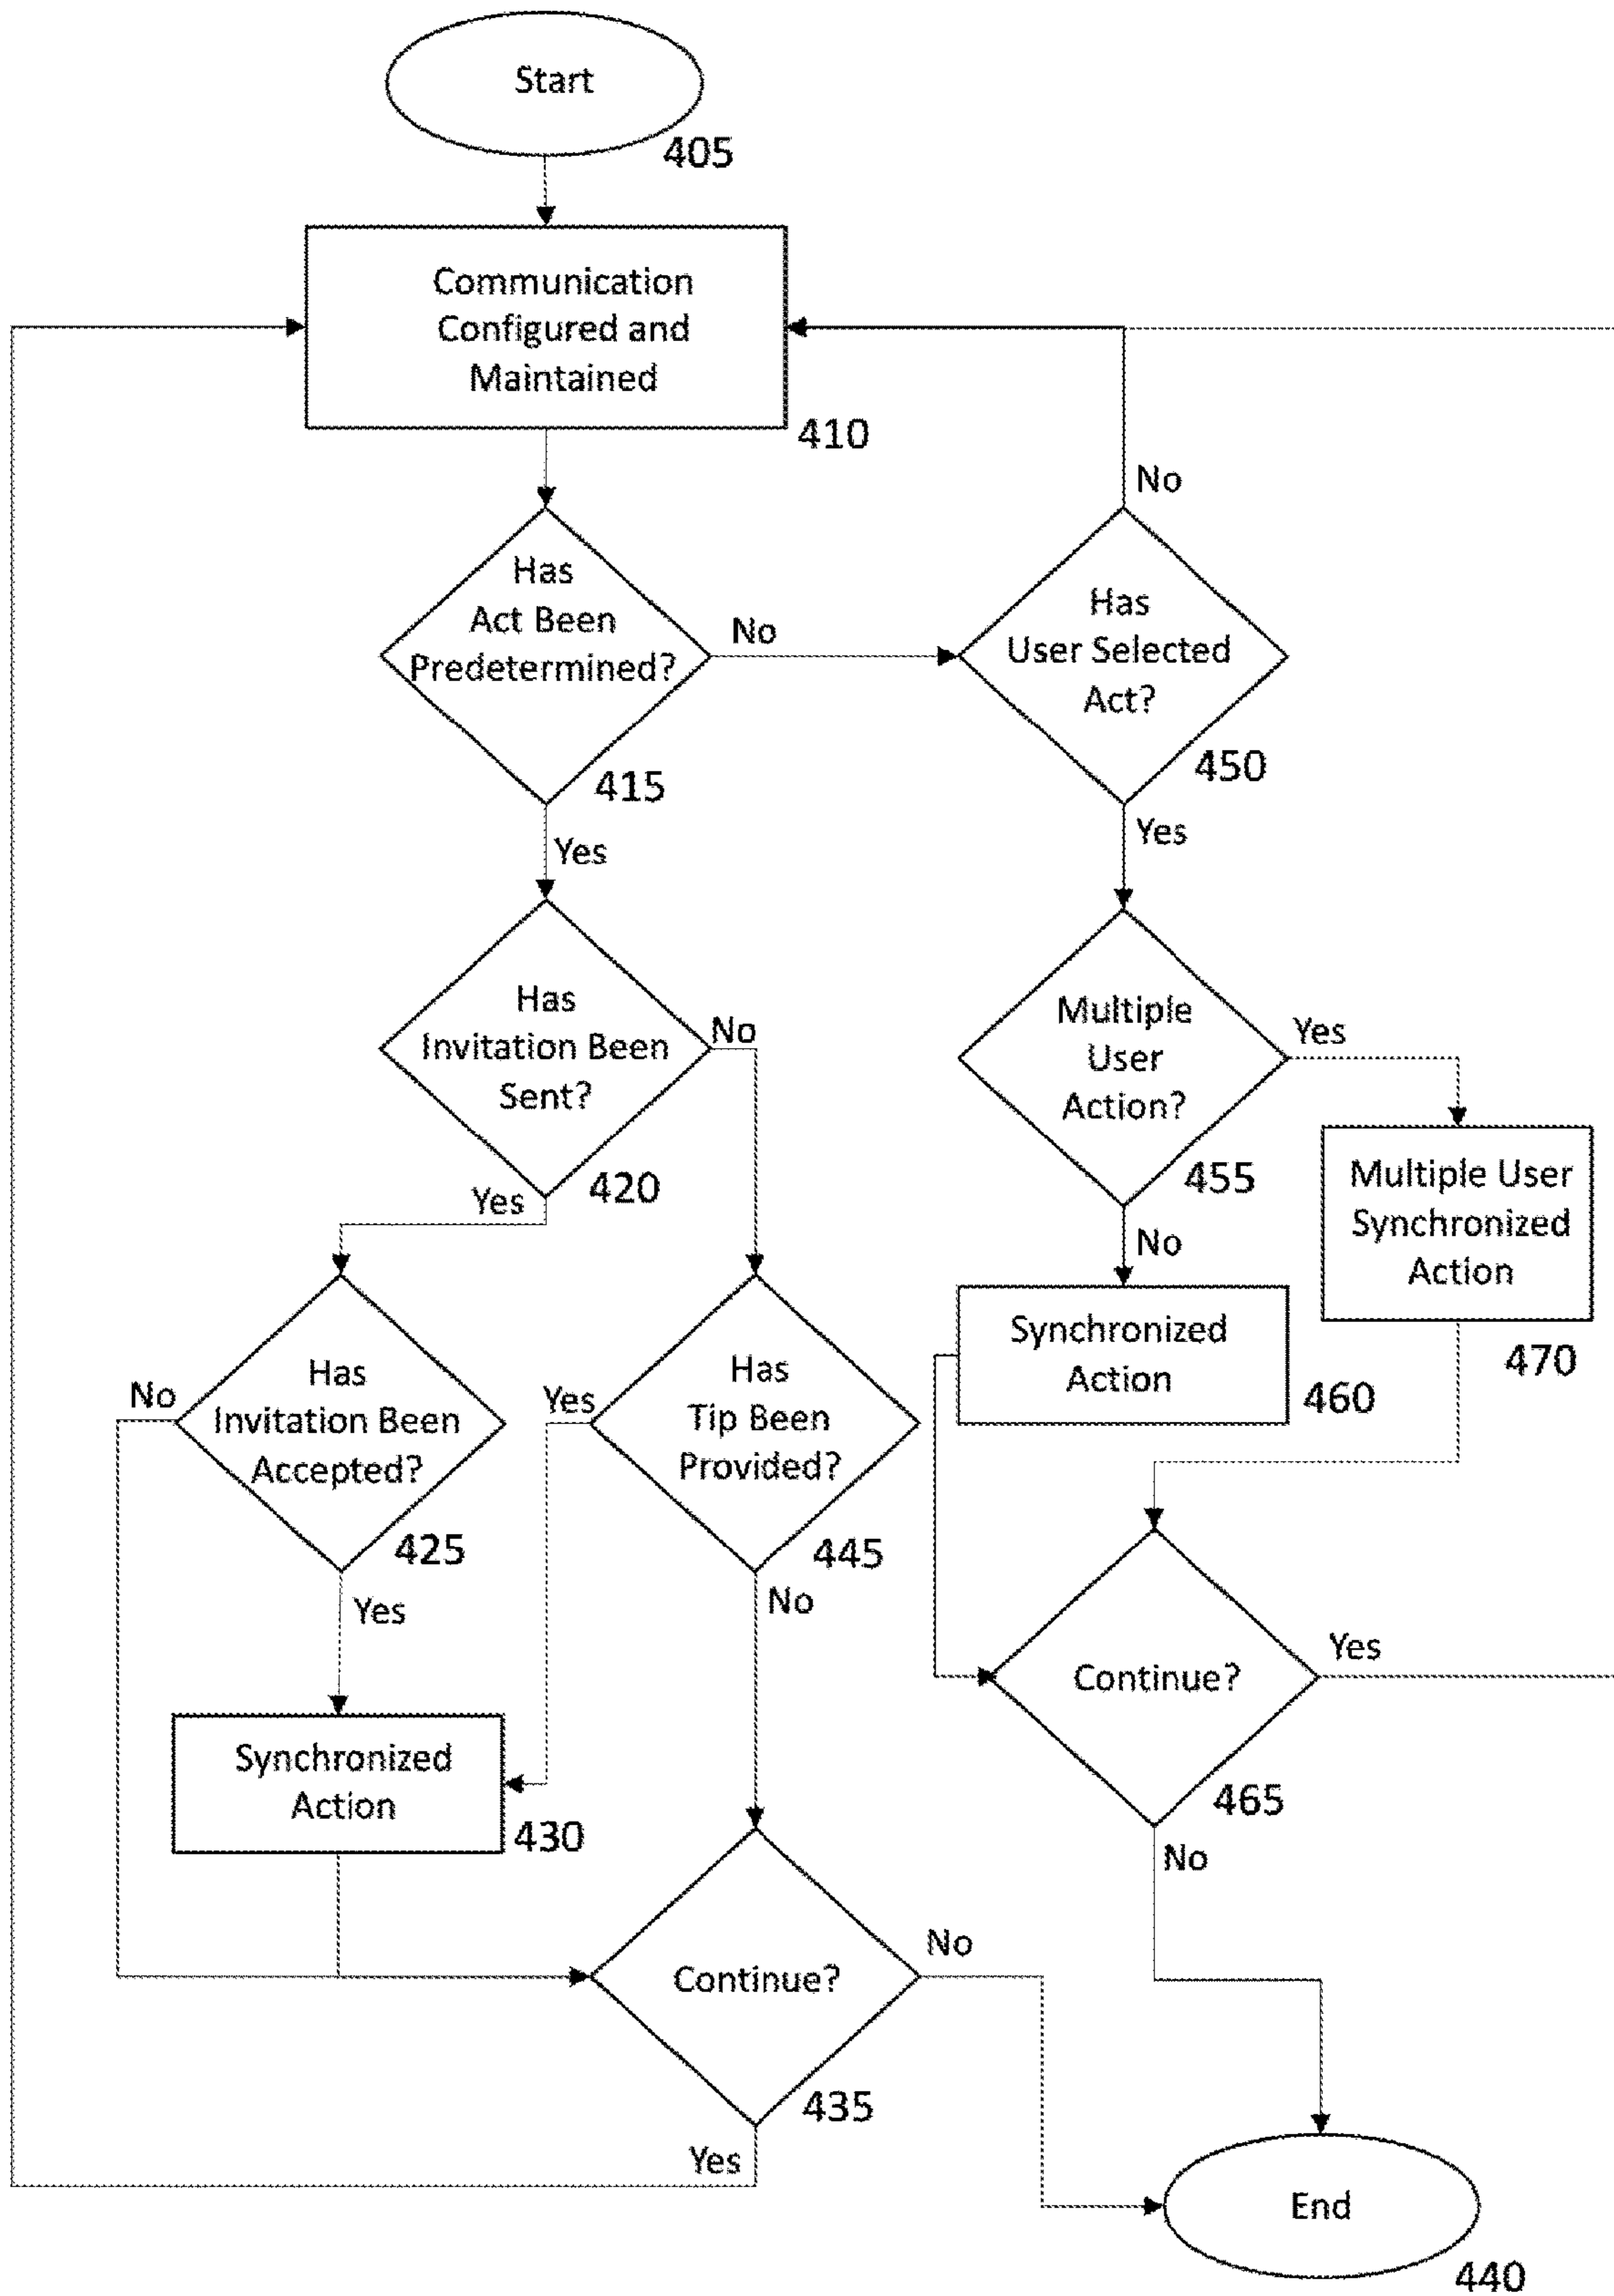 Start
405
Communication
Configured and
Maintained
410
No
Has
Act Been
Predetermined?
415
No
Has
User Selected
Act?
450
Yes
Yes
Has
Invitation Been
Sent?
420
No
Yes
Multiple
User
Action?
455
Yes
No
Multiple User
Synchronized
Action
470
Synchronized
Action
460
No
Has
Invitation Been
Accepted?
425
Yes
Yes
Has
Tip Been
Provided?
445
No
Continue?
465
Yes
No
Synchronized
Action
430
Continue?
435
No
Yes
End
440